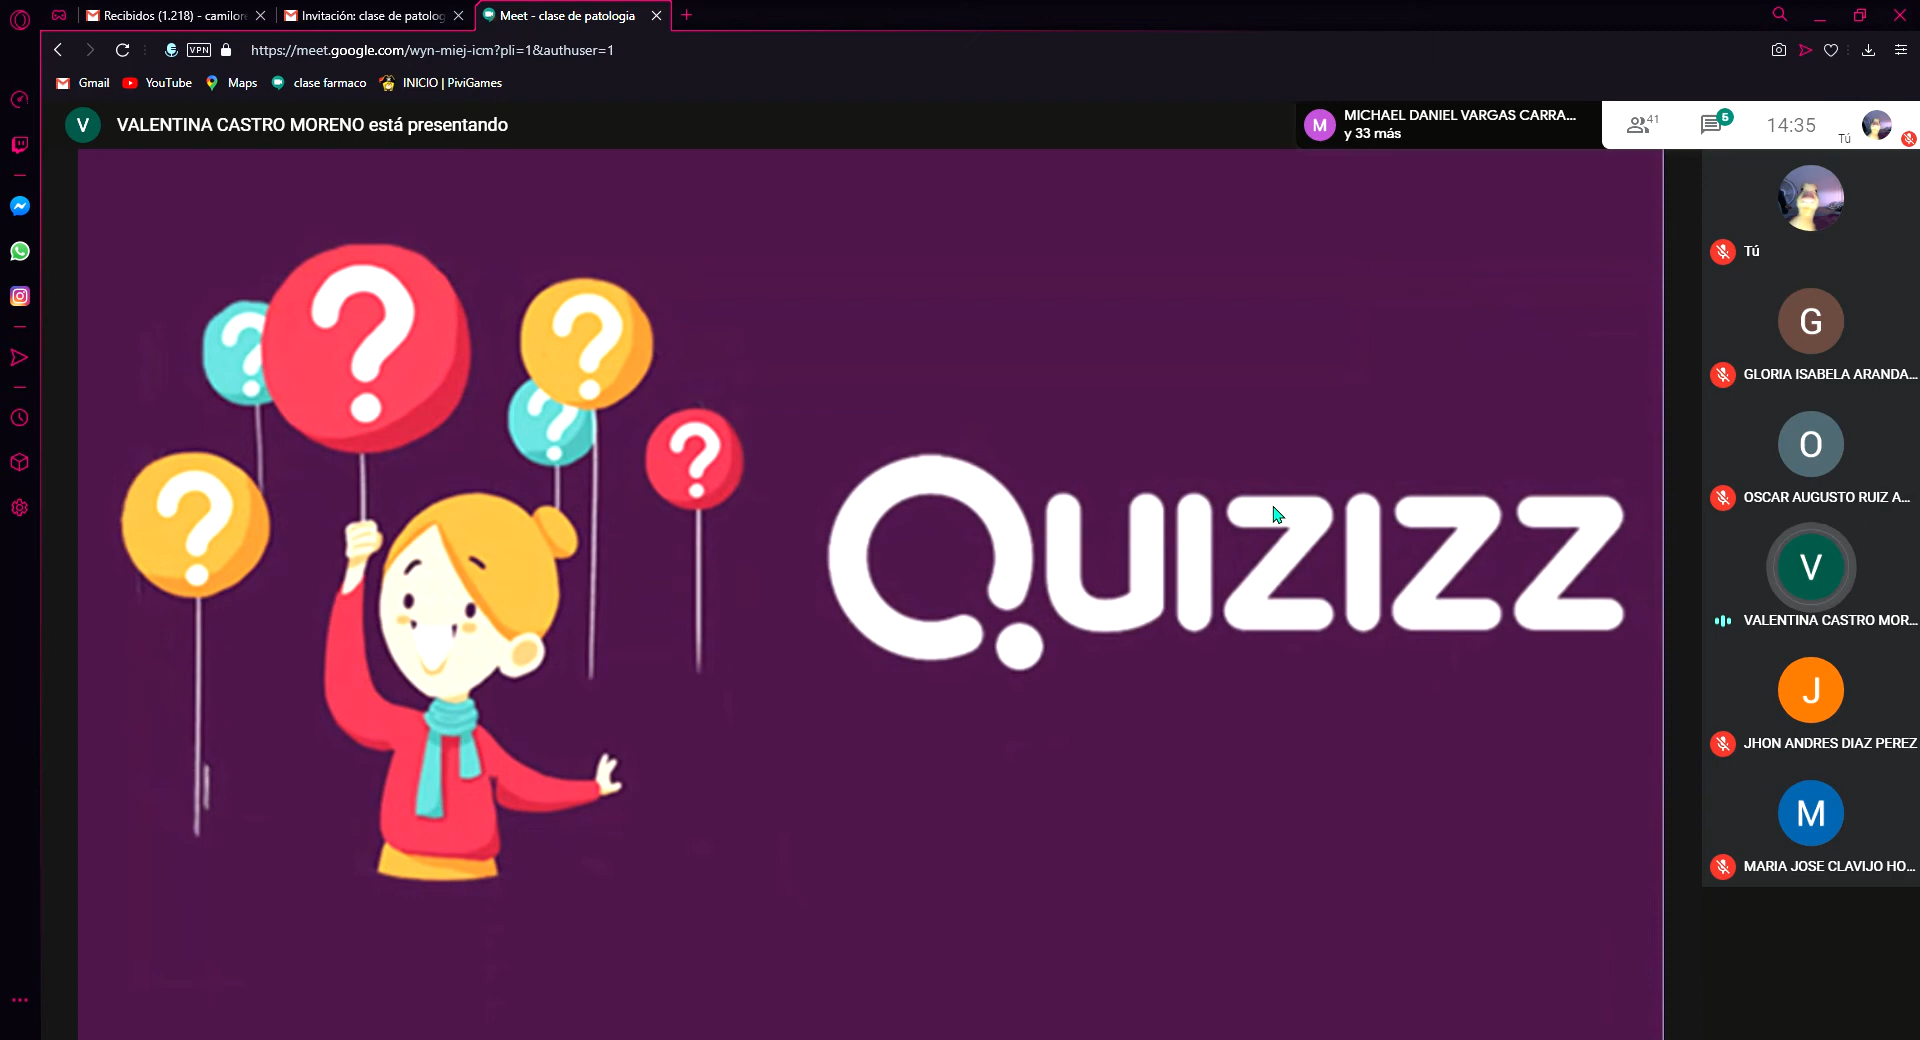 Recibidos (1.218) - camilore
Invitación: clase de patolog
Meet - clase de patologia
VPN
https://meet.google.com/wyn-miej-icm?pli=1&authuser=1
Gmail
YouTube
Maps
clase farmaco
INICIO | PiviGames
V
VALENTINA CASTRO MORENO está presentando
M
MICHAEL DANIEL VARGAS CARRA...
y 33 más
41
5
14:35
Tú
? ? ? ? ? ?
QUIZIZZ
Tú
G
GLORIA ISABELA ARANDA...
O
OSCAR AUGUSTO RUIZ A...
V
VALENTINA CASTRO MOR...
J
JHON ANDRES DIAZ PEREZ
M
MARIA JOSE CLAVIJO HO...